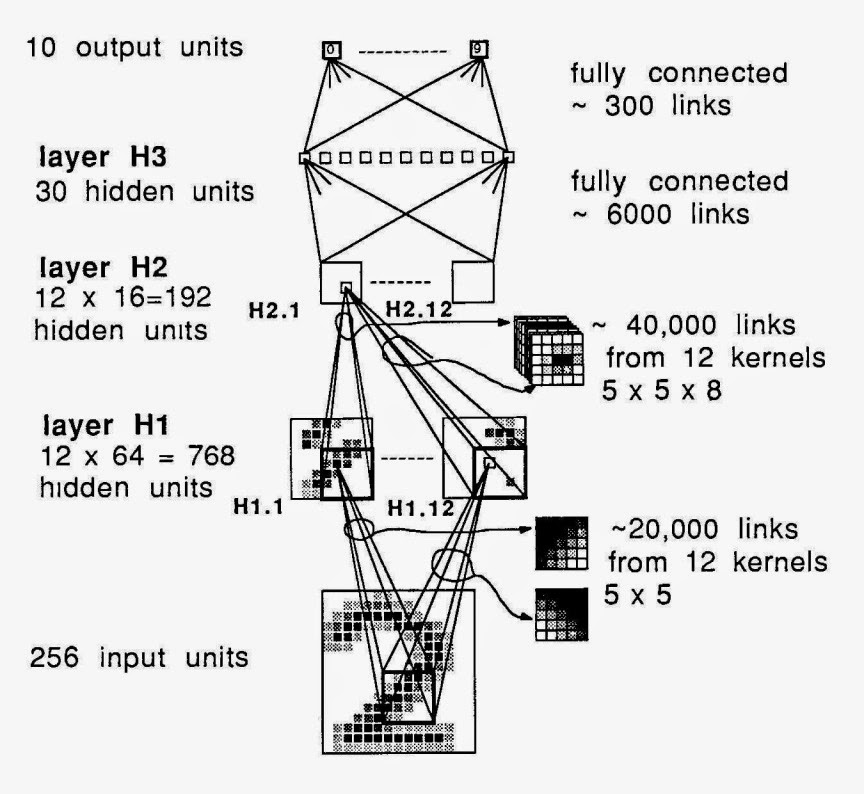 10 output units
0
9
fully connected
~ 300 links
layer H3
30 hidden units
fully connected
~ 6000 links
layer H2
12 x 16=192
hidden units
H2.1
H2.12
~ 40,000 links
from 12 kernels
5 x 5 x 8
layer H1
12 x 64 = 768
hidden units
H1.1
H1.12
~20,000 links
from 12 kernels
5 x 5
256 input units